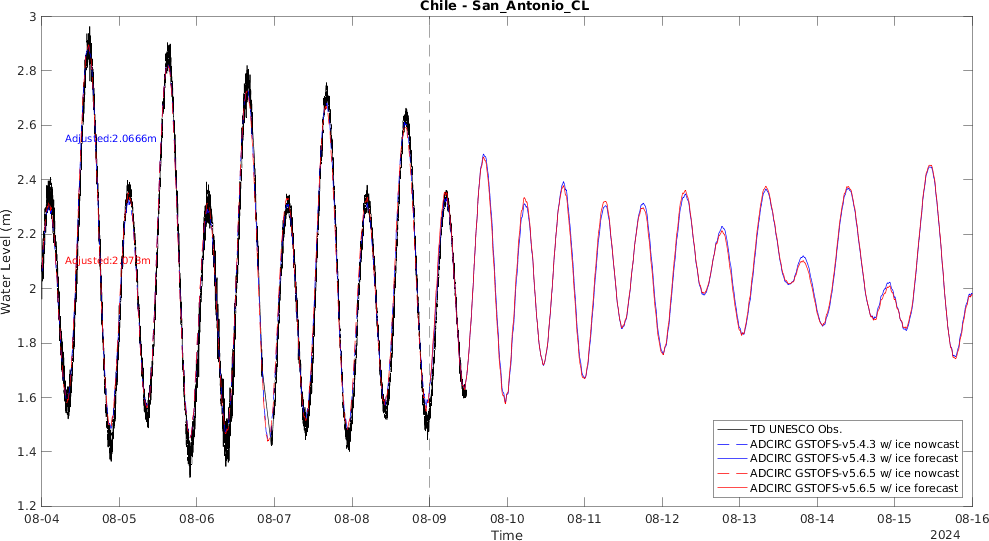 Chile - San_Antonio_CL
3
2.8
2.6
2.4
2.2
2
1.8
1.6
1.4
1.2
Water Level (m)
Adjusted:2.0666m
Adjusted:2.073m
TD UNESCO Obs.
ADCIRC GSTOFS-v5.4.3 w/ ice nowcast
ADCIRC GSTOFS-v5.4.3 w/ ice forecast
ADCIRC GSTOFS-v5.6.5 w/ ice nowcast
ADCIRC GSTOFS-v5.6.5 w/ ice forecast
08-04 08-05 08-06 08-07 08-08 08-09 08-10 08-11 08-12 08-13 08-14 08-15 08-16
Time
2024